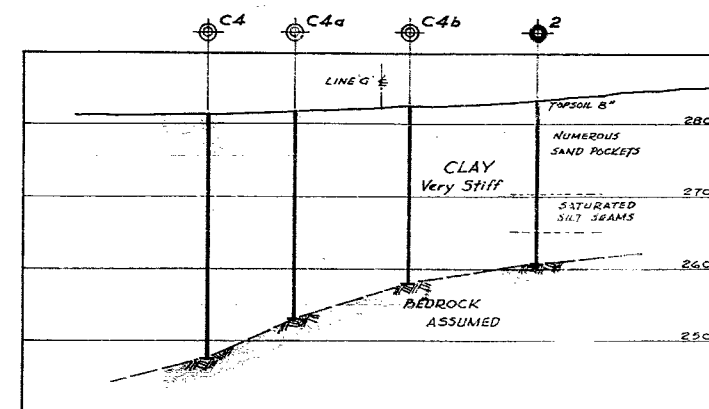 C4
C4a
C4b
2
LINE 'G'
TOPSOIL 8"
280
NUMEROUS
SAND POCKETS
CLAY
Very Stiff
270
SATURATED
SILT SEAMS
260
BEDROCK
ASSUMED
250